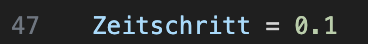 47 Zeitschritt = 0.1